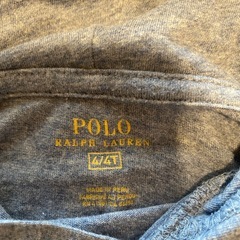 POLO
RALPH LAUREN
4/4T
MADE IN PERU